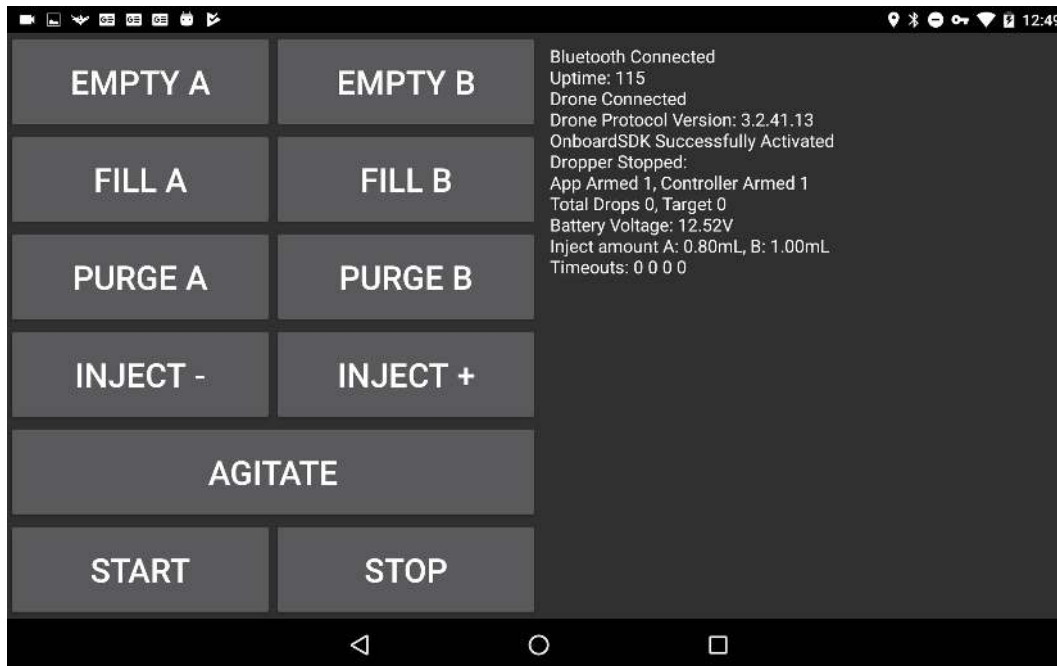 12:49
EMPTY A
EMPTY B
FILL A
FILL B
PURGE A
PURGE B
INJECT -
INJECT +
AGITATE
START
STOP
Bluetooth Connected
Uptime: 115
Drone Connected
Drone Protocol Version: 3.2.41.13
OnboardSDK Successfully Activated
Dropper Stopped:
App Armed 1, Controller Armed 1
Total Drops 0, Target 0
Battery Voltage: 12.52V
Inject amount A: 0.80mL, B: 1.00mL
Timeouts: 0 0 0 0